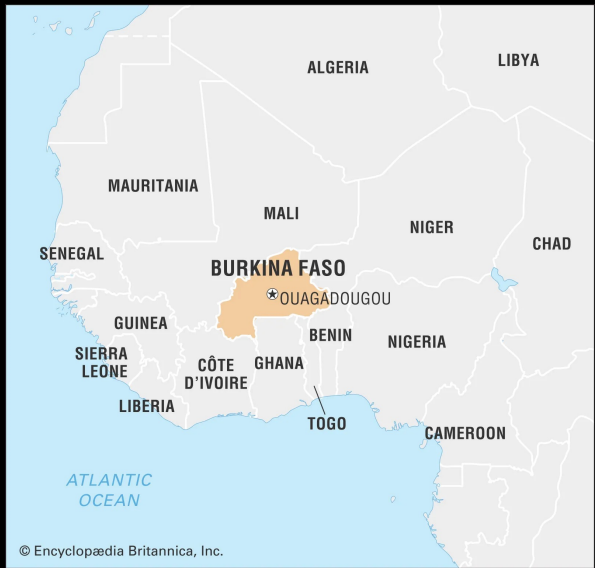 LIBYA
ALGERIA
MAURITANIA
MALI
NIGER
CHAD
SENEGAL
BURKINA FASO
OUAGADOUGOU
GUINEA
BENIN
NIGERIA
SIERRA
LEONE
CÔTE
D'IVOIRE
GHANA
LIBERIA
TOGO
CAMEROON
ATLANTIC
OCEAN
© Encyclopædia Britannica, Inc.